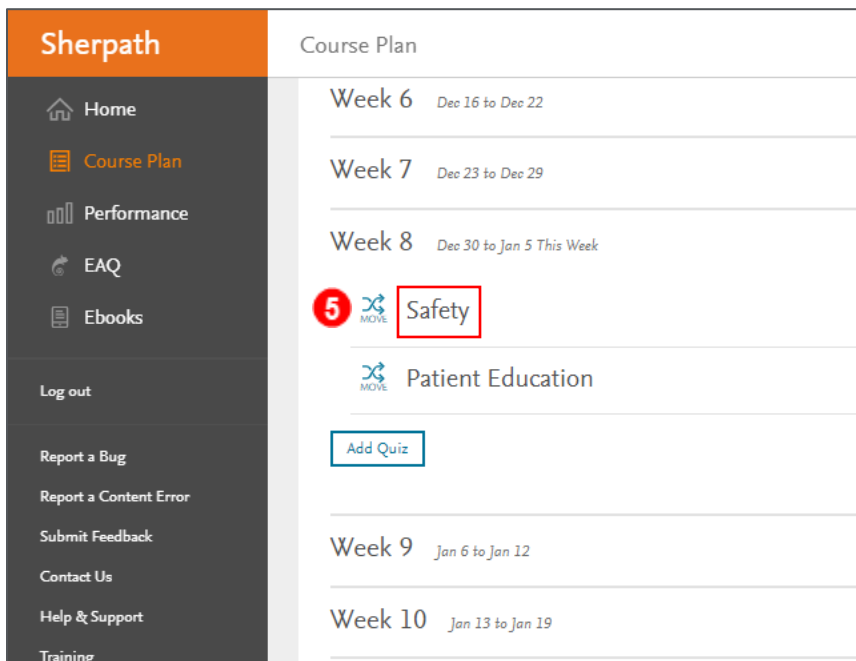 Sherpath
Course Plan
Home
Course Plan
Performance
EAQ
Ebooks
Log out
Report a Bug
Report a Content Error
Submit Feedback
Contact Us
Help & Support
Training
Week 6 Dec 16 to Dec 22
Week 7 Dec 23 to Dec 29
Week 8 Dec 30 to Jan 5 This Week
5 MOVE Safety
MOVE Patient Education
Add Quiz
Week 9 Jan 6 to Jan 12
Week 10 Jan 13 to Jan 19